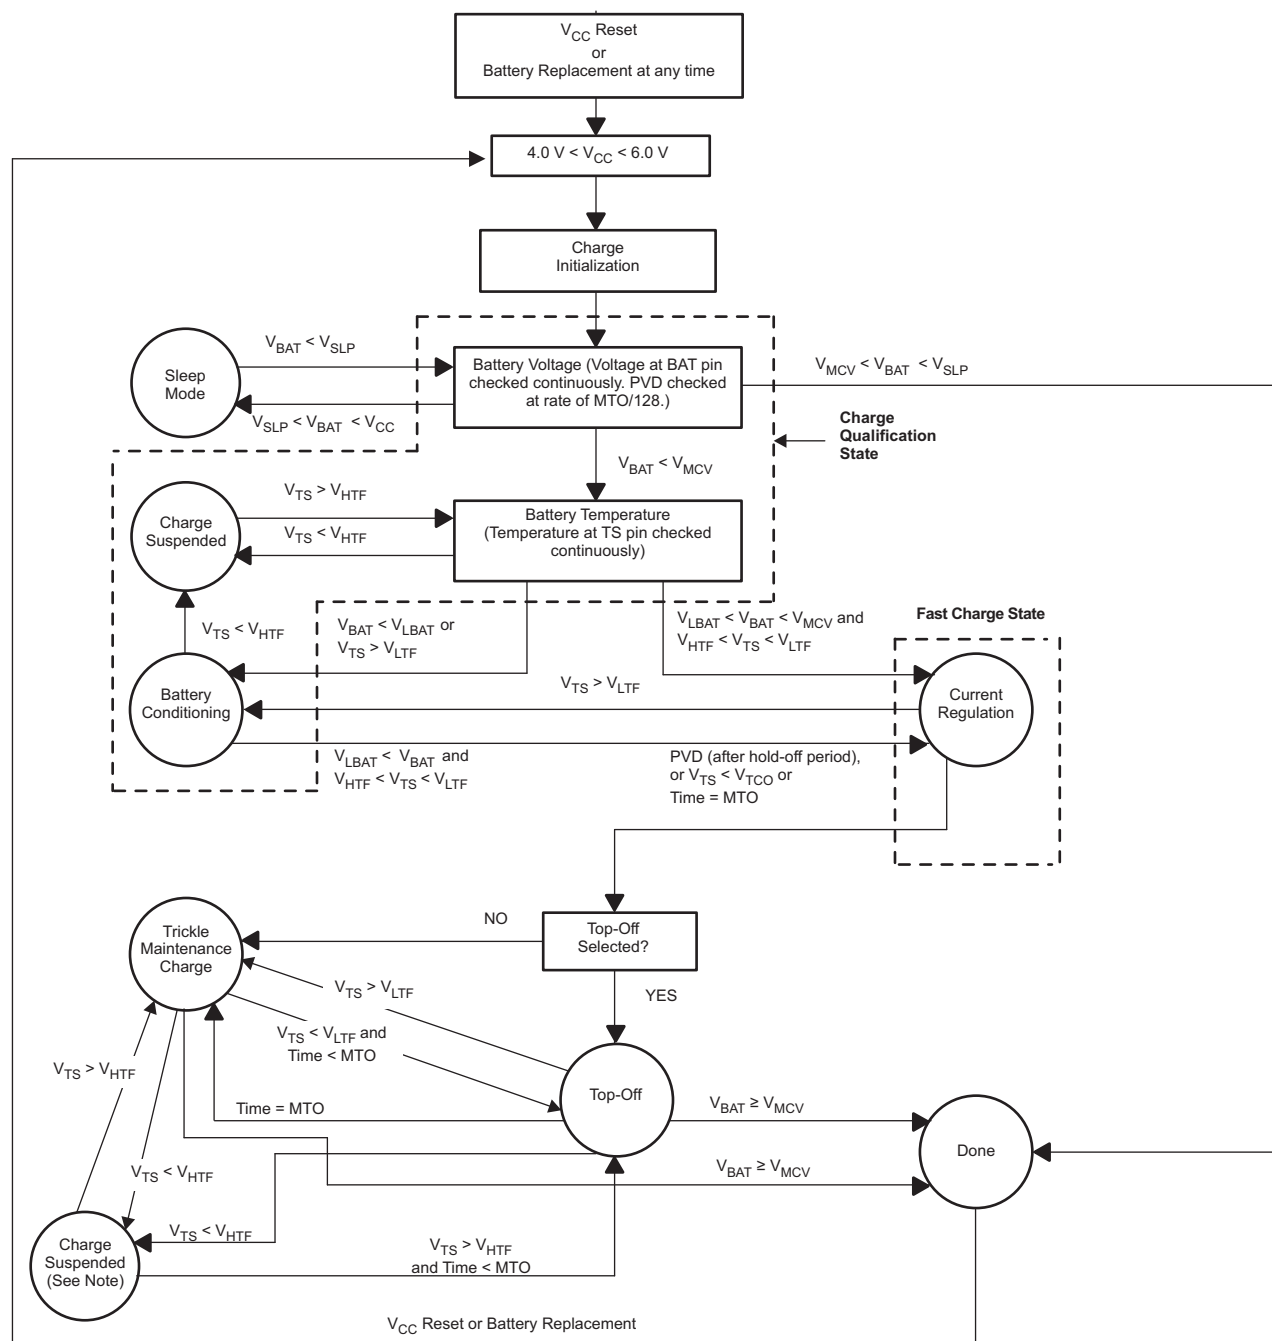 V_CC Reset
or
Battery Replacement at any time
4.0 V < V_CC < 6.0 V
Charge
Initialization
Sleep
Mode
V_BAT < V_SLP
V_SLP < V_BAT < V_CC
Battery Voltage (Voltage at BAT pin
checked continuously. PVD checked
at rate of MTO/128.)
V_MCV < V_BAT < V_SLP
Charge
Qualification
State
V_BAT < V_MCV
Charge
Suspended
V_TS > V_HTF
V_TS < V_HTF
Battery Temperature
(Temperature at TS pin checked
continuously)
V_TS < V_HTF
V_BAT < V_LBAT or
V_TS > V_LTF
V_LBAT < V_BAT < V_MCV and
V_HTF < V_TS < V_LTF
Fast Charge State
Battery
Conditioning
V_TS > V_LTF
Current
Regulation
V_LBAT < V_BAT and
V_HTF < V_TS < V_LTF
PVD (after hold-off period),
or V_TS < V_TCO or
Time = MTO
Trickle
Maintenance
Charge
NO
Top-Off
Selected?
YES
V_TS > V_LTF
V_TS < V_LTF and
Time < MTO
V_TS > V_HTF
Time = MTO
Top-Off
V_BAT ≥ V_MCV
Done
V_TS < V_HTF
V_BAT ≥ V_MCV
V_TS < V_HTF
Charge
Suspended
(See Note)
V_TS > V_HTF
and Time < MTO
V_CC Reset or Battery Replacement